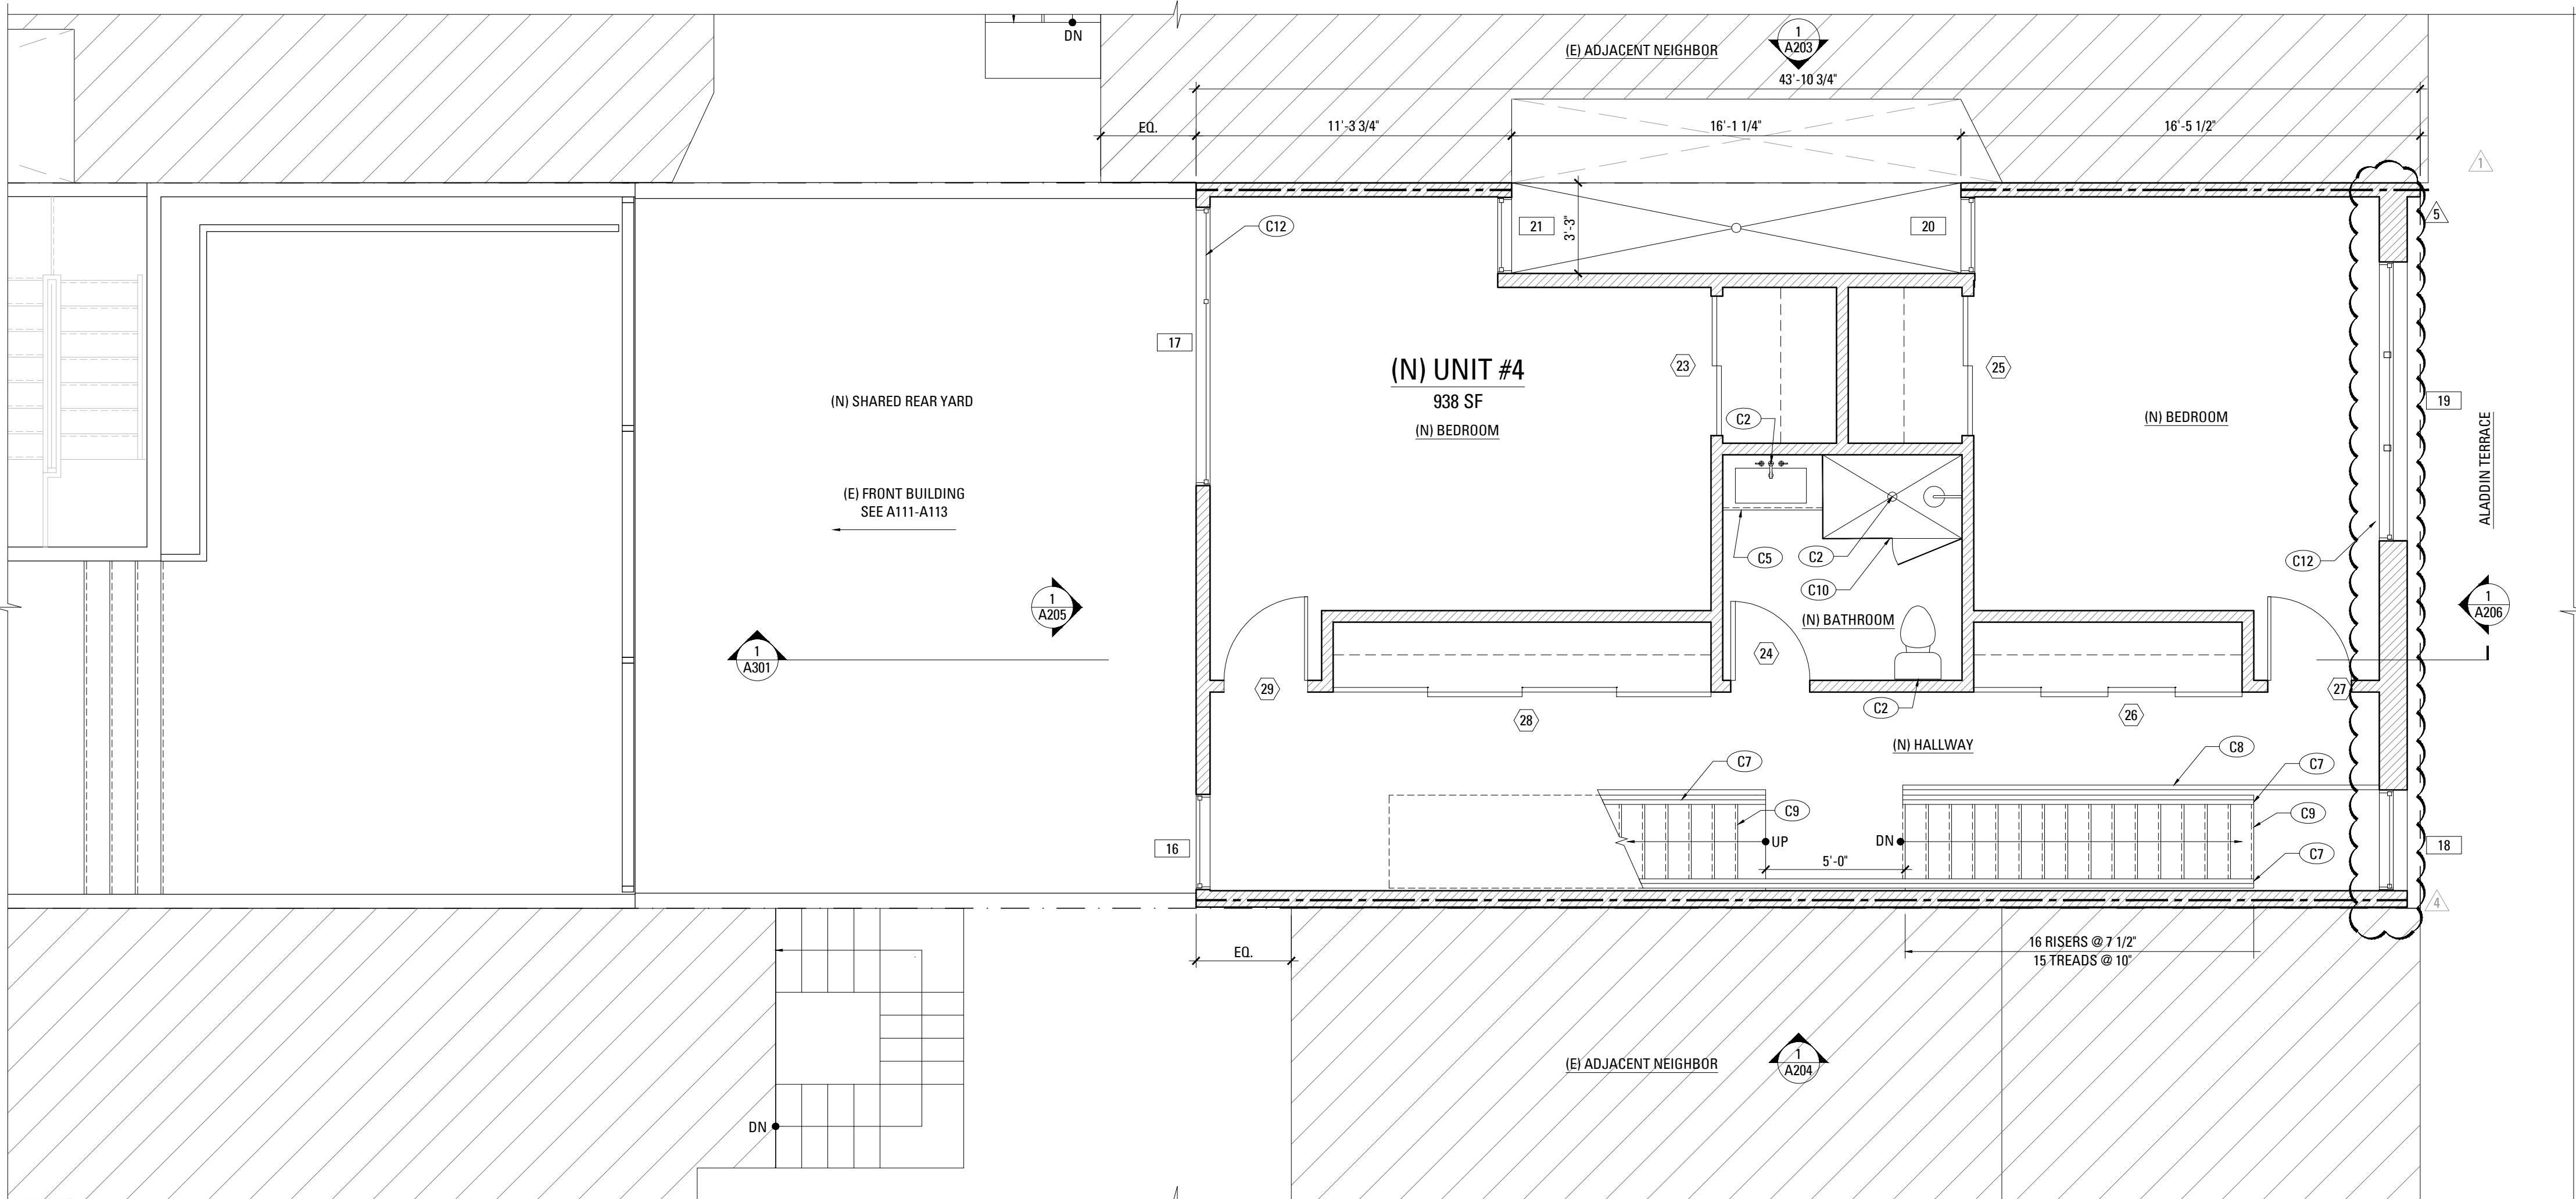 DN
(E) ADJACENT NEIGHBOR
1
A203
43'-10 3/4"
EQ.
11'-3 3/4"
16'-1 1/4"
16'-5 1/2"
1
5
C12
21
3'-3"
20
17
(N) UNIT #4
938 SF
(N) BEDROOM
23
25
C2
(N) BEDROOM
19
ALADDIN TERRACE
(N) SHARED REAR YARD
(E) FRONT BUILDING
SEE A111-A113
C5
C2
C10
C12
1
A205
1
A206
(N) BATHROOM
1
A301
24
29
28
C2
26
27
(N) HALLWAY
C8
C7
C7
C9
C9
16
UP
DN
5'-0"
C7
18
4
EQ.
16 RISERS @ 7 1/2"
15 TREADS @ 10"
(E) ADJACENT NEIGHBOR
1
A204
DN